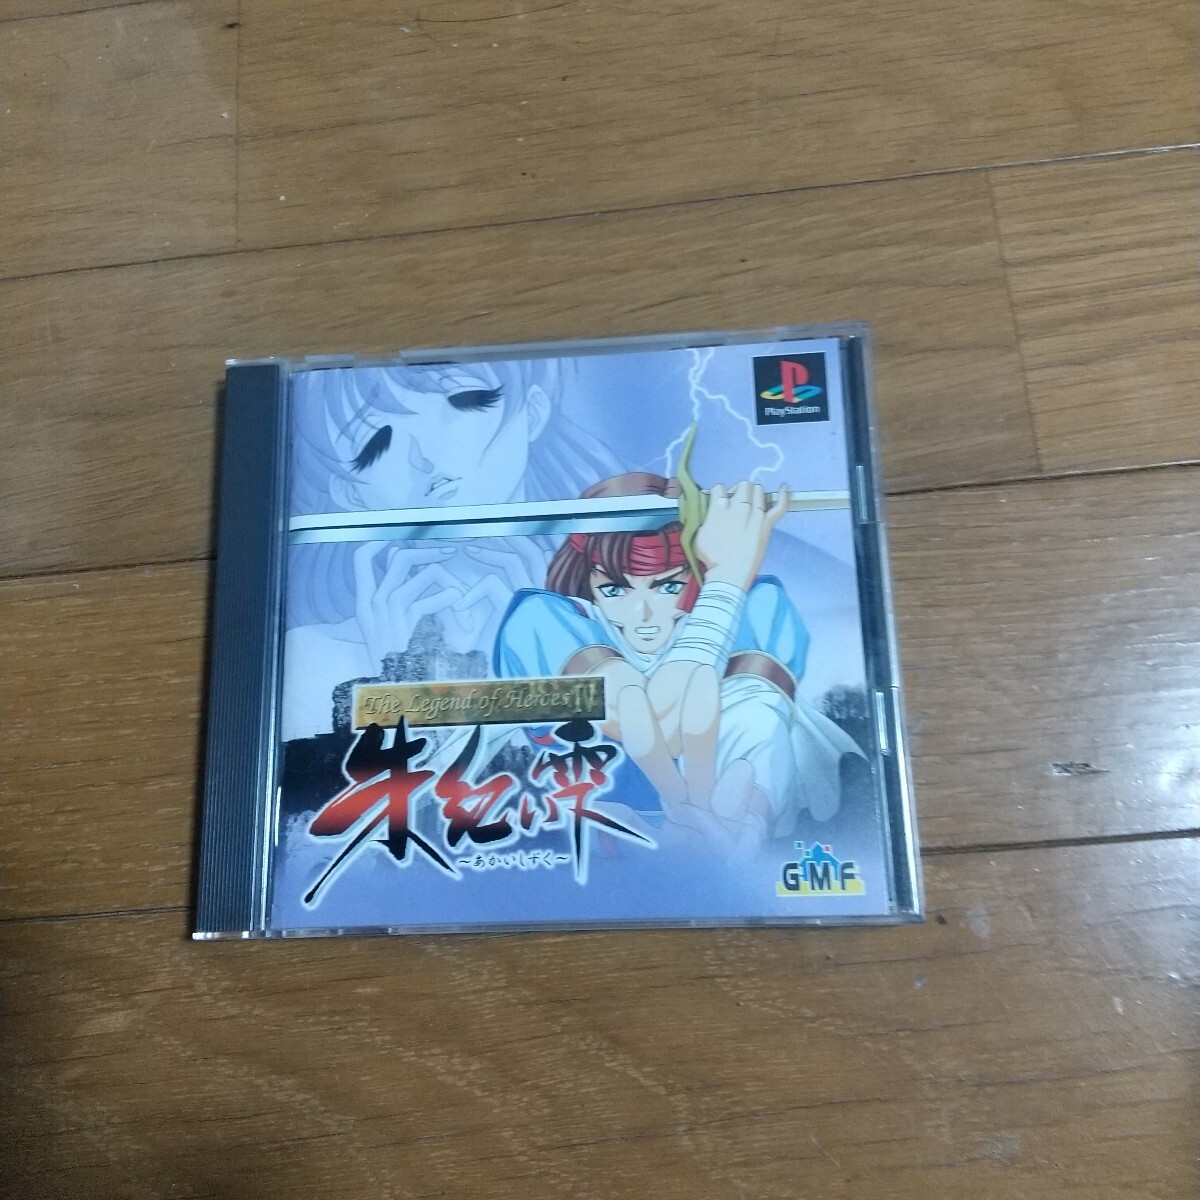 PlayStation
The Legend of Heroes IV
朱紅い雫
～あかいしずく～
GMF